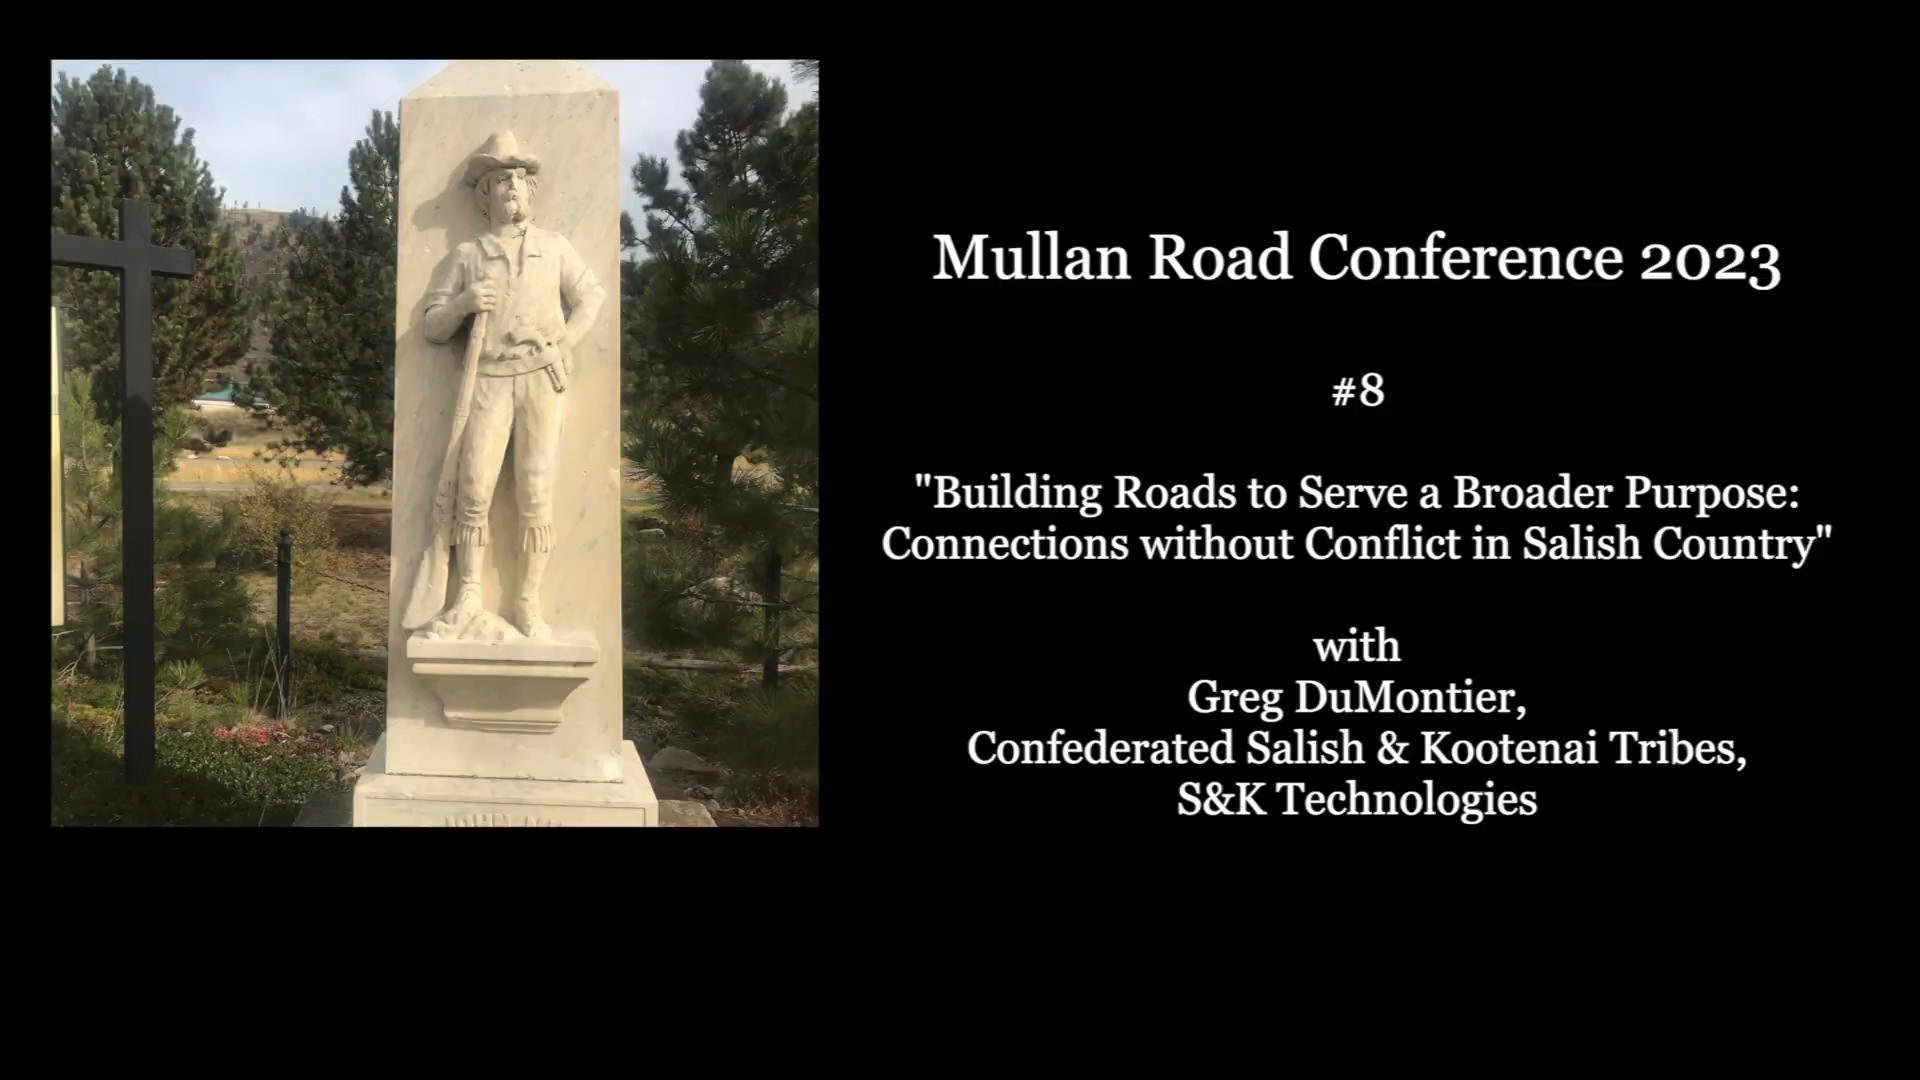 Mullan Road Conference 2023
#8
"Building Roads to Serve a Broader Purpose:
Connections without Conflict in Salish Country"
with
Greg DuMontier,
Confederated Salish & Kootenai Tribes,
S&K Technologies